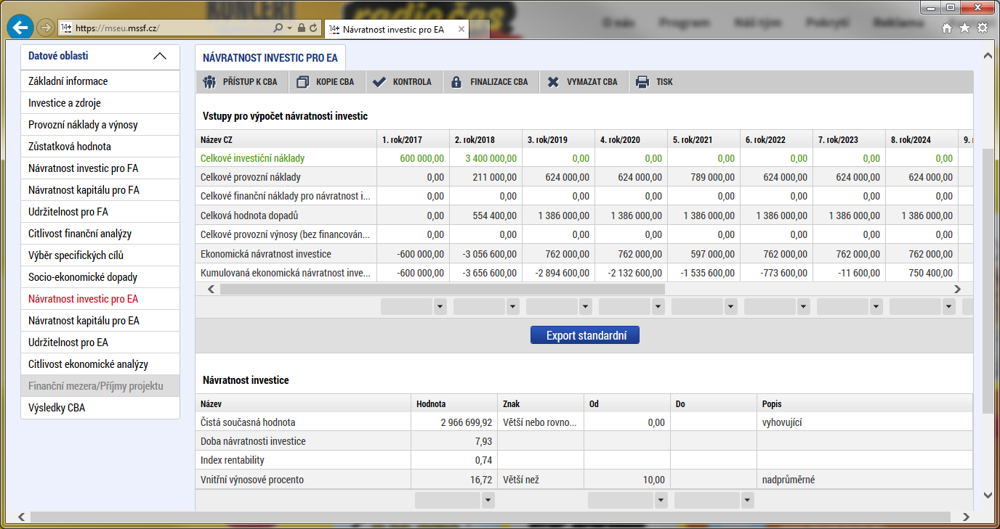 KONCERT
radio čas
O nás Program Náš tým Pokrytí Reklama
https://mseu.mssf.cz/
14+ Návratnost investic pro EA
Datové oblasti
Základní informace
Investice a zdroje
Provozní náklady a výnosy
Zůstatková hodnota
Návratnost investic pro FA
Návratnost kapitálu pro FA
Udržitelnost pro FA
Citlivost finanční analýzy
Výběr specifických cílů
Socio-ekonomické dopady
Návratnost investic pro EA
Návratnost kapitálu pro EA
Udržitelnost pro EA
Citlivost ekonomické analýzy
Finanční mezera/Příjmy projektu
Výsledky CBA
NÁVRATNOST INVESTIC PRO EA
PŘÍSTUP K CBA KOPIE CBA KONTROLA FINALIZACE CBA VYMAZAT CBA TISK
Vstupy pro výpočet návratnosti investic
Název CZ 1. rok/2017 2. rok/2018 3. rok/2019 4. rok/2020 5. rok/2021 6. rok/2022 7. rok/2023 8. rok/2024 9.
Celkové investiční náklady 600 000,00 3 400 000,00 0,00 0,00 0,00 0,00 0,00 0,00
Celkové provozní náklady 0,00 211 000,00 624 000,00 624 000,00 789 000,00 624 000,00 624 000,00 624 000,00
Celkové finanční náklady pro návratnost i... 0,00 0,00 0,00 0,00 0,00 0,00 0,00 0,00
Celková hodnota dopadů 0,00 554 400,00 1 386 000,00 1 386 000,00 1 386 000,00 1 386 000,00 1 386 000,00 1 386 000,00
Celkové provozní výnosy (bez financován... 0,00 0,00 0,00 0,00 0,00 0,00 0,00 0,00
Ekonomická návratnost investice -600 000,00 -3 056 600,00 762 000,00 762 000,00 597 000,00 762 000,00 762 000,00 762 000,00
Kumulovaná ekonomická návratnost inve... -600 000,00 -3 656 600,00 -2 894 600,00 -2 132 600,00 -1 535 600,00 -773 600,00 -11 600,00 750 400,00
Export standardní
Návratnost investice
Název Hodnota Znak Od Do Popis
Čistá současná hodnota 2 966 699,92 Větší nebo rovno... 0,00 vyhovující
Doba návratnosti investice 7,93
Index rentability 0,74
Vnitřní výnosové procento 16,72 Větší než 10,00 nadprůměrné